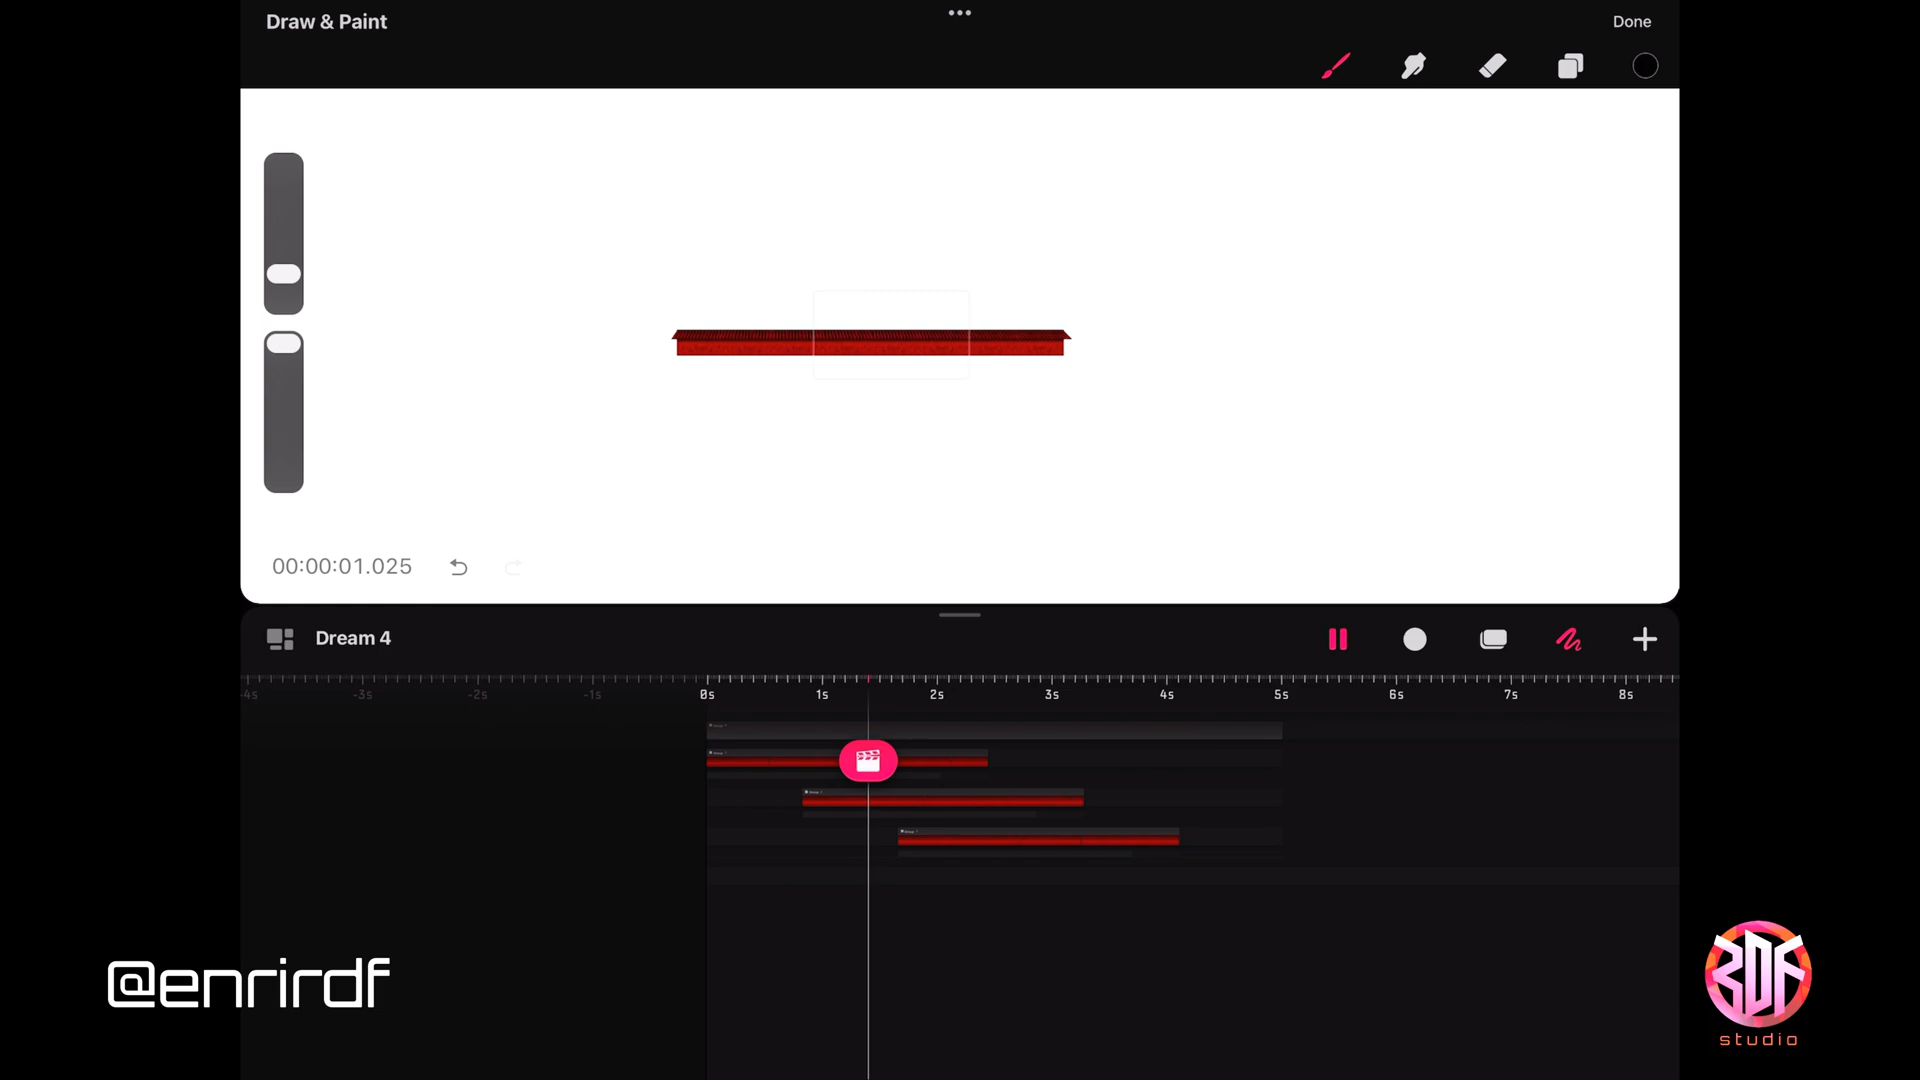 Draw & Paint
Done
00:00:01.025
Dream 4
-4s -3s -2s -1s 0s 1s 2s 3s 4s 5s 6s 7s 8s
@enrirdf
RDF
studio